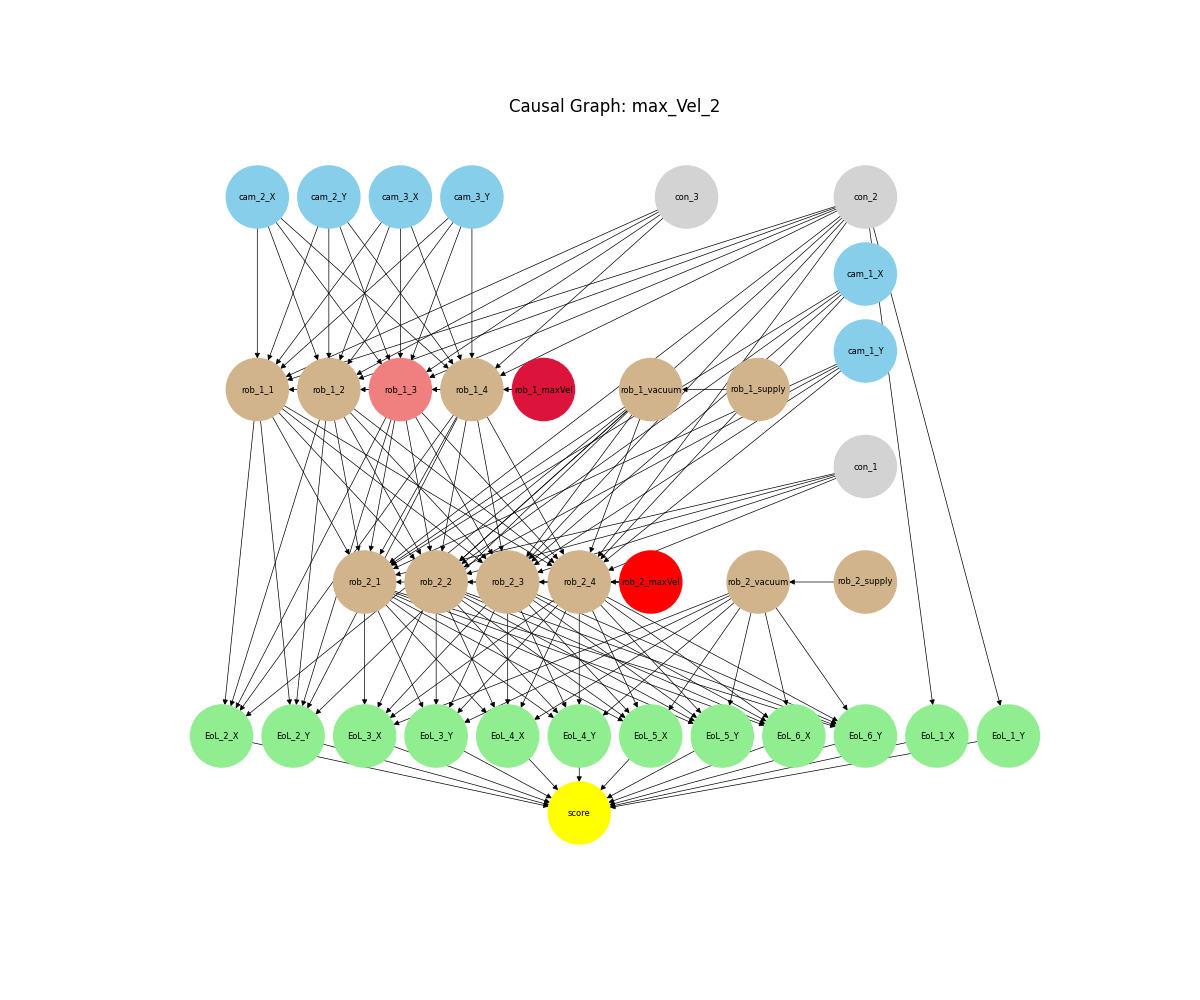 Causal Graph: max_Vel_2
cam_2_X
cam_2_Y
cam_3_X
cam_3_Y
con_3
con_2
cam_1_X
cam_1_Y
rob_1_1
rob_1_2
rob_1_3
rob_1_4
rob_1_maxVel
rob_1_vacuum
rob_1_supply
con_1
rob_2_1
rob_2_2
rob_2_3
rob_2_4
rob_2_maxVel
rob_2_vacuum
rob_2_supply
EoL_2_X
EoL_2_Y
EoL_3_X
EoL_3_Y
EoL_4_X
EoL_4_Y
EoL_5_X
EoL_5_Y
EoL_6_X
EoL_6_Y
EoL_1_X
EoL_1_Y
score